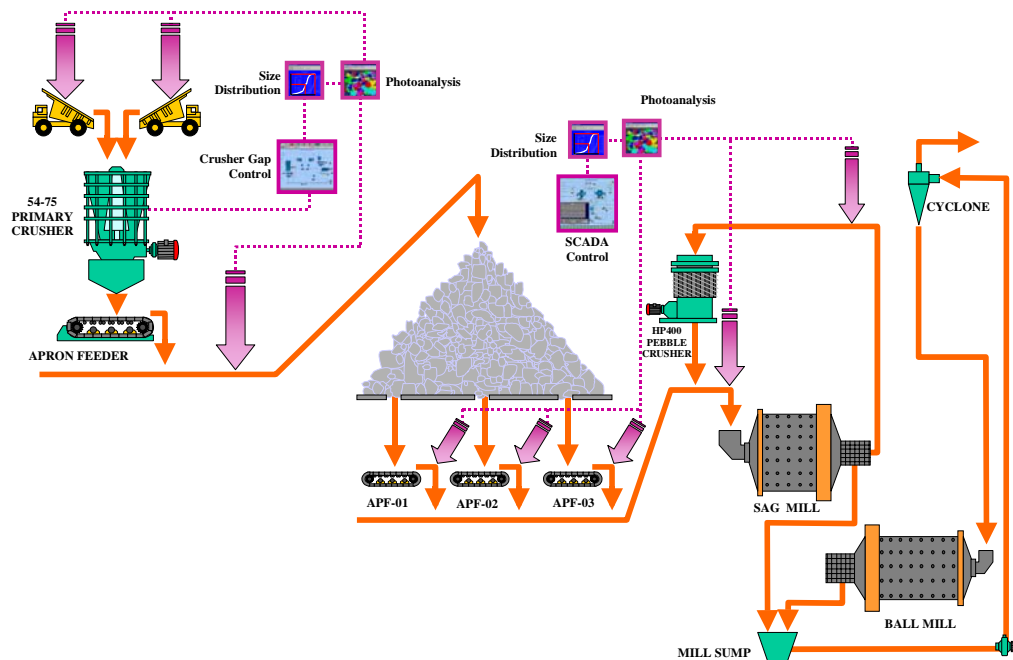 Size
Distribution
Photoanalysis
Crusher Gap
Control
54-75
PRIMARY
CRUSHER
APRON FEEDER
Photoanalysis
Size
Distribution
SCADA
Control
CYCLONE
HP400
PEBBLE
CRUSHER
APF-01
APF-02
APF-03
SAG MILL
BALL MILL
MILL SUMP